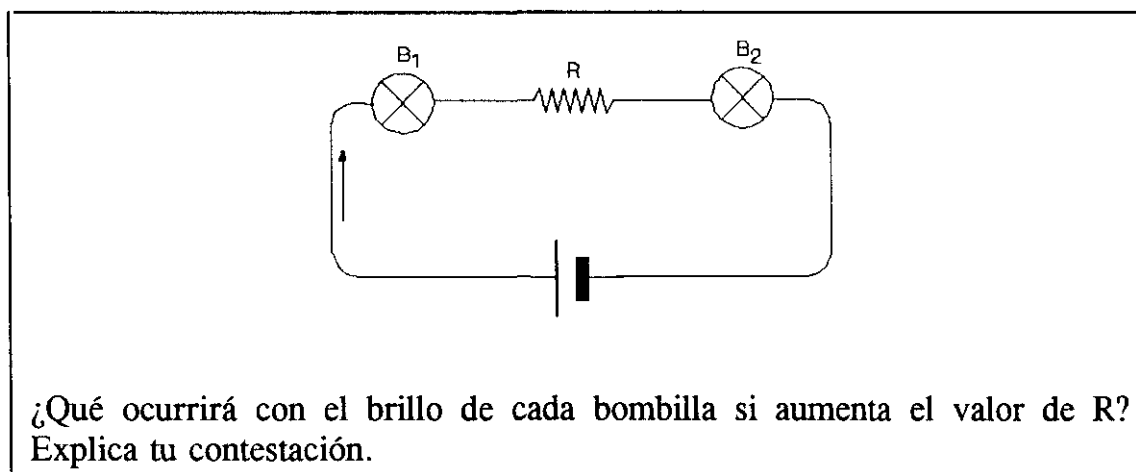 B1
R
B2
¿Qué ocurrirá con el brillo de cada bombilla si aumenta el valor de R?
Explica tu contestación.